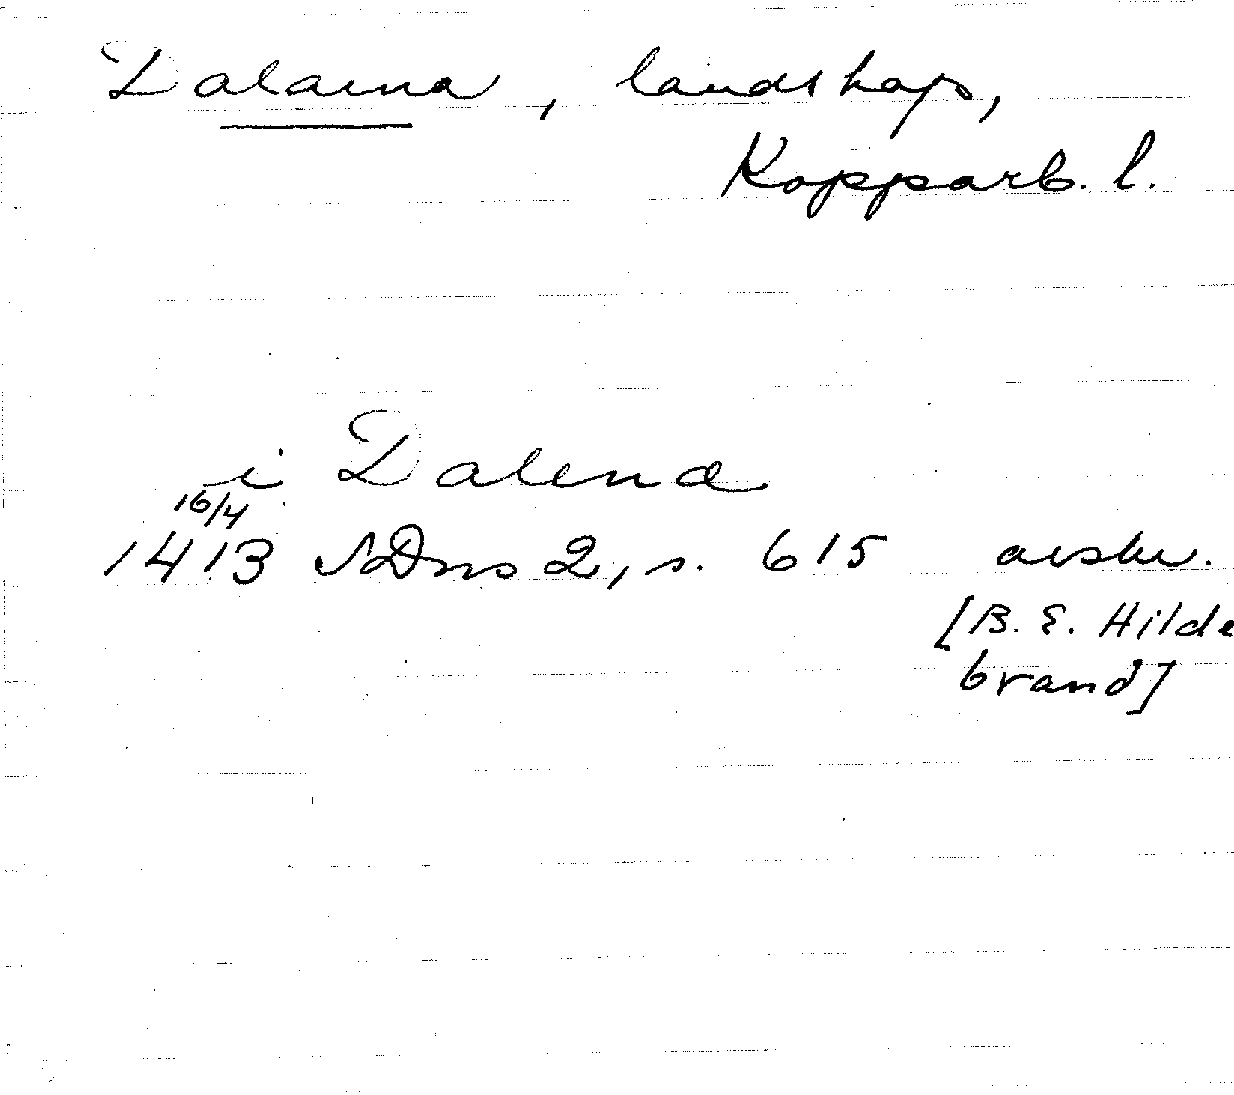 Dalarna, landskap,
Kopparb. l.
i Dalena
16/4
1413 SDns 2, s. 615 avskr.
[B. E. Hilde
brand]